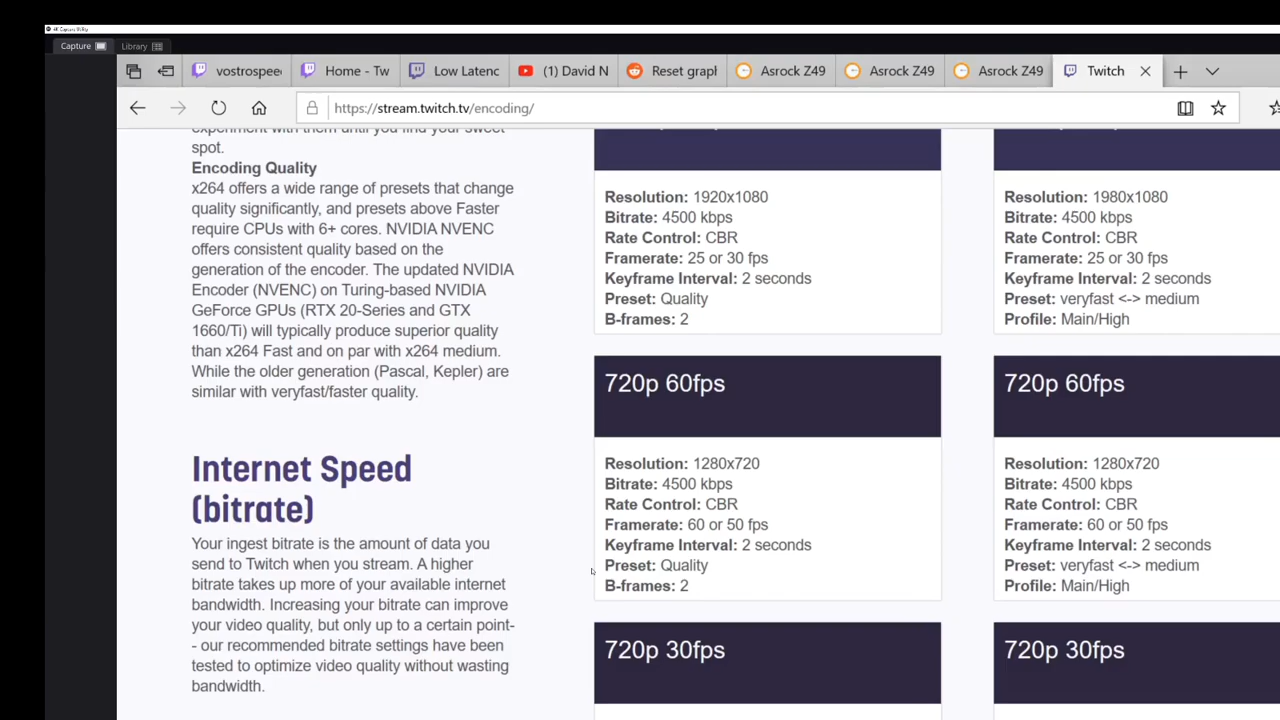 4K Capture Utility
Capture
Library
vostrospeed
Home - Tw
Low Latenc
(1) David N
Reset grapl
Asrock Z49
Asrock Z49
Asrock Z49
Twitch
https://stream.twitch.tv/encoding/
experiment with them until you find your sweet
spot.
Encoding Quality
x264 offers a wide range of presets that change
quality significantly, and presets above Faster
require CPUs with 6+ cores. NVIDIA NVENC
offers consistent quality based on the
generation of the encoder. The updated NVIDIA
Encoder (NVENC) on Turing-based NVIDIA
GeForce GPUs (RTX 20-Series and GTX
1660/Ti) will typically produce superior quality
than x264 Fast and on par with x264 medium.
While the older generation (Pascal, Kepler) are
similar with veryfast/faster quality.
Internet Speed
(bitrate)
Your ingest bitrate is the amount of data you
send to Twitch when you stream. A higher
bitrate takes up more of your available internet
bandwidth. Increasing your bitrate can improve
your video quality, but only up to a certain point-
- our recommended bitrate settings have been
tested to optimize video quality without wasting
bandwidth.
Resolution: 1920x1080
Bitrate: 4500 kbps
Rate Control: CBR
Framerate: 25 or 30 fps
Keyframe Interval: 2 seconds
Preset: Quality
B-frames: 2
720p 60fps
Resolution: 1280x720
Bitrate: 4500 kbps
Rate Control: CBR
Framerate: 60 or 50 fps
Keyframe Interval: 2 seconds
Preset: Quality
B-frames: 2
720p 30fps
Resolution: 1980x1080
Bitrate: 4500 kbps
Rate Control: CBR
Framerate: 25 or 30 fps
Keyframe Interval: 2 seconds
Preset: veryfast <-> medium
Profile: Main/High
720p 60fps
Resolution: 1280x720
Bitrate: 4500 kbps
Rate Control: CBR
Framerate: 60 or 50 fps
Keyframe Interval: 2 seconds
Preset: veryfast <-> medium
Profile: Main/High
720p 30fps